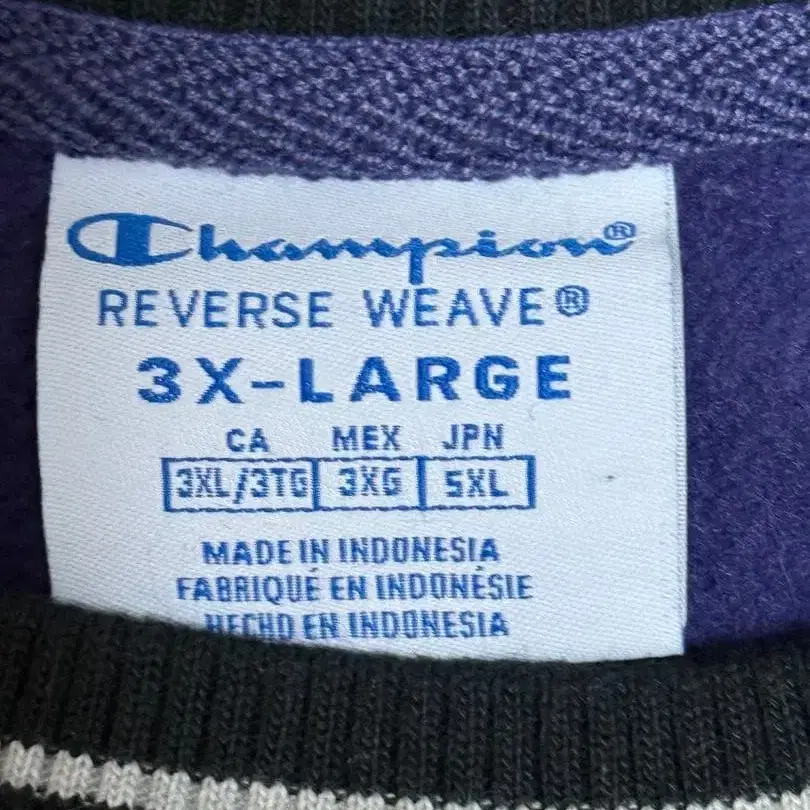 Champion®
REVERSE WEAVE®
3X-LARGE
CA MEX JPN
3XL/3TG 3XG 5XL
MADE IN INDONESIA
FABRIQUÉ EN INDONÉSIE
HECHO EN INDONESIA